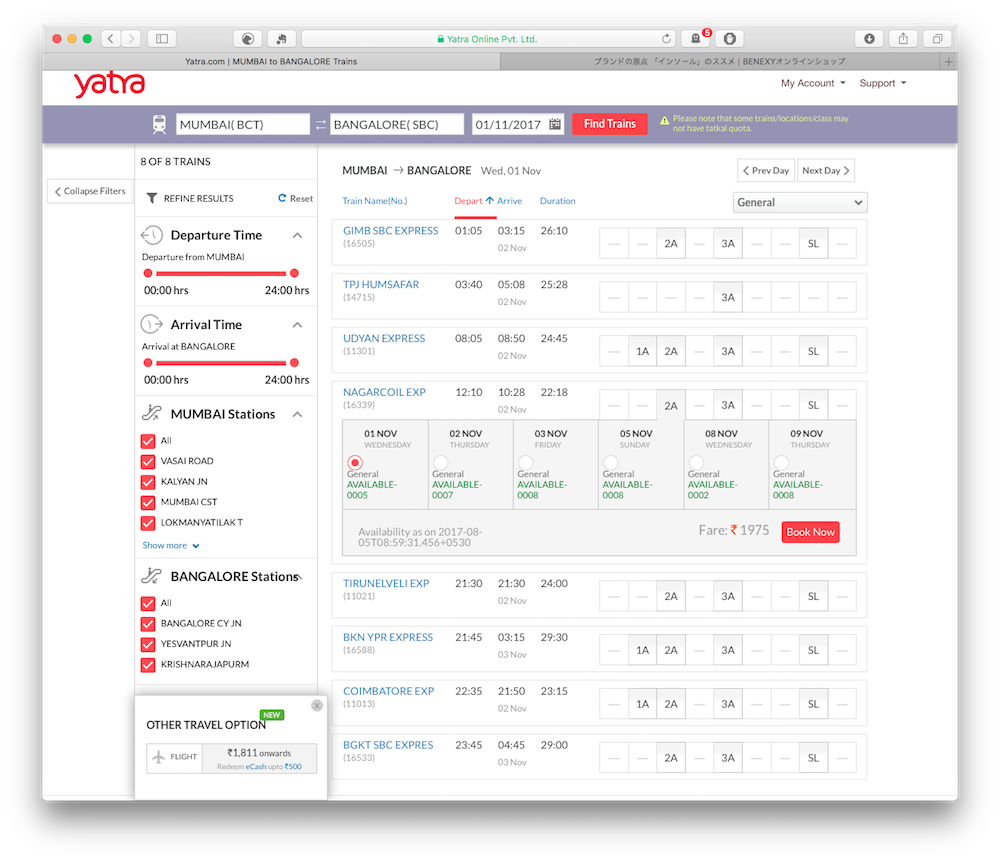 Yatra Online Pvt. Ltd.
5
Yatra.com | MUMBAI to BANGALORE Trains
ブランドの原点 「インソール」のススメ | BENEXYオンラインショップ
yatra
My Account
Support
MUMBAI( BCT)
BANGALORE( SBC)
01/11/2017
Find Trains
Please note that some trains/locations/class may
not have tatkal quota.
8 OF 8 TRAINS
Collapse Filters
REFINE RESULTS
Reset
Departure Time
Departure from MUMBAI
00:00 hrs
24:00 hrs
Arrival Time
Arrival at BANGALORE
00:00 hrs
24:00 hrs
MUMBAI Stations
All
VASAI ROAD
KALYAN JN
MUMBAI CST
LOKMANYATILAK T
Show more
BANGALORE Stations
All
BANGALORE CY JN
YESVANTPUR JN
KRISHNARAJAPURM
OTHER TRAVEL OPTION
NEW
FLIGHT
₹1,811 onwards
Redeem eCash upto ₹500
MUMBAI → BANGALORE Wed, 01 Nov
Prev Day
Next Day
Train Name(No.)
Depart
Arrive
Duration
General
GIMB SBC EXPRESS 01:05 03:15 26:10
(16505) 02 Nov
— — 2A — 3A — — SL —
TPJ HUMSAFAR 03:40 05:08 25:28
(14715) 02 Nov
— — — — 3A — — — —
UDYAN EXPRESS 08:05 08:50 24:45
(11301) 02 Nov
— 1A 2A — 3A — — SL —
NAGARCOIL EXP 12:10 10:28 22:18
(16339) 02 Nov
— — 2A — 3A — — SL —
01 NOV 02 NOV 03 NOV 05 NOV 08 NOV 09 NOV
WEDNESDAY THURSDAY FRIDAY SUNDAY WEDNESDAY THURSDAY
General General General General General General
AVAILABLE- AVAILABLE- AVAILABLE- AVAILABLE- AVAILABLE- AVAILABLE-
0005 0007 0008 0008 0002 0008
Availability as on 2017-08-
05T08:59:31.456+0530
Fare: ₹ 1975
Book Now
TIRUNELVELI EXP 21:30 21:30 24:00
(11021) 02 Nov
— — 2A — 3A — — SL —
BKN YPR EXPRESS 21:45 03:15 29:30
(16588) 03 Nov
— 1A 2A — 3A — — SL —
COIMBATORE EXP 22:35 21:50 23:15
(11013) 02 Nov
— 1A 2A — 3A — — SL —
BGKT SBC EXPRES 23:45 04:45 29:00
(16533) 03 Nov
— — 2A — 3A — — SL —